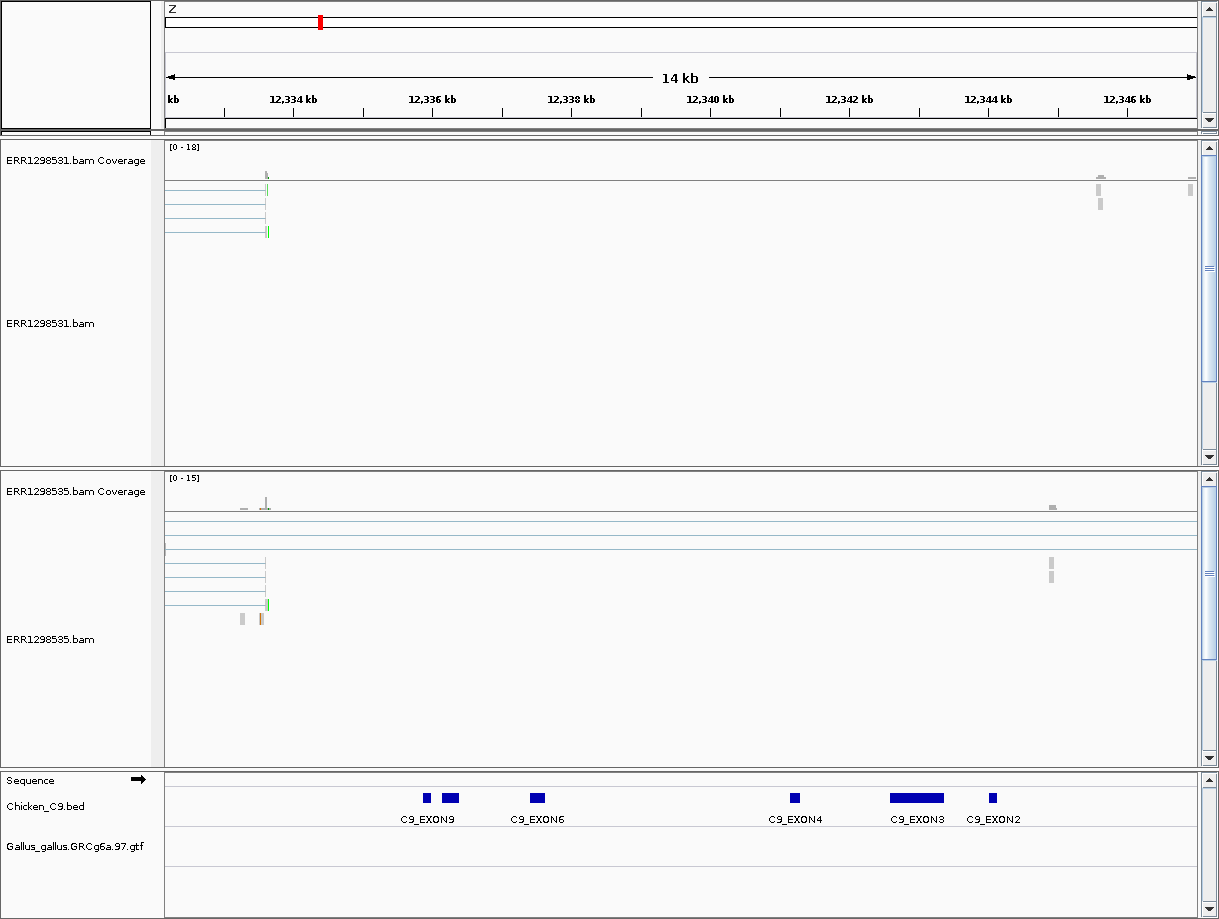 Z
14 kb
kb 12,334 kb 12,336 kb 12,338 kb 12,340 kb 12,342 kb 12,344 kb 12,346 kb
[0 - 18]
ERR1298531.bam Coverage
ERR1298531.bam
[0 - 15]
ERR1298535.bam Coverage
ERR1298535.bam
Sequence
Chicken_C9.bed
C9_EXON9 C9_EXON6 C9_EXON4 C9_EXON3 C9_EXON2
Gallus_gallus.GRCg6a.97.gtf